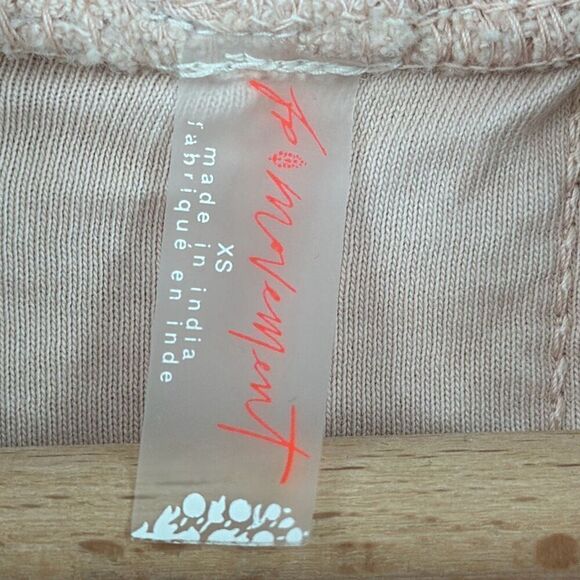 fp movement
XS
made in india
fabriqué en inde